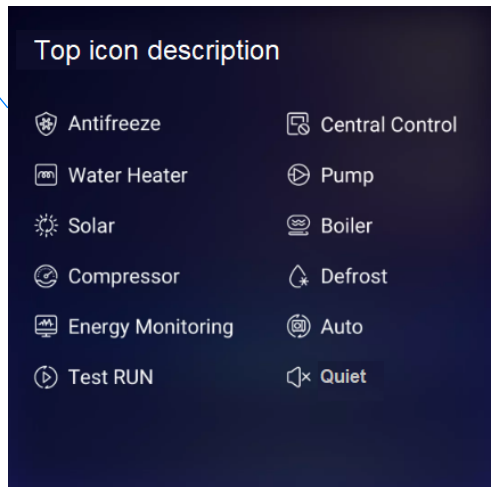 Top icon description
Antifreeze
Central Control
Water Heater
Pump
Solar
Boiler
Compressor
Defrost
Energy Monitoring
Auto
Test RUN
Quiet